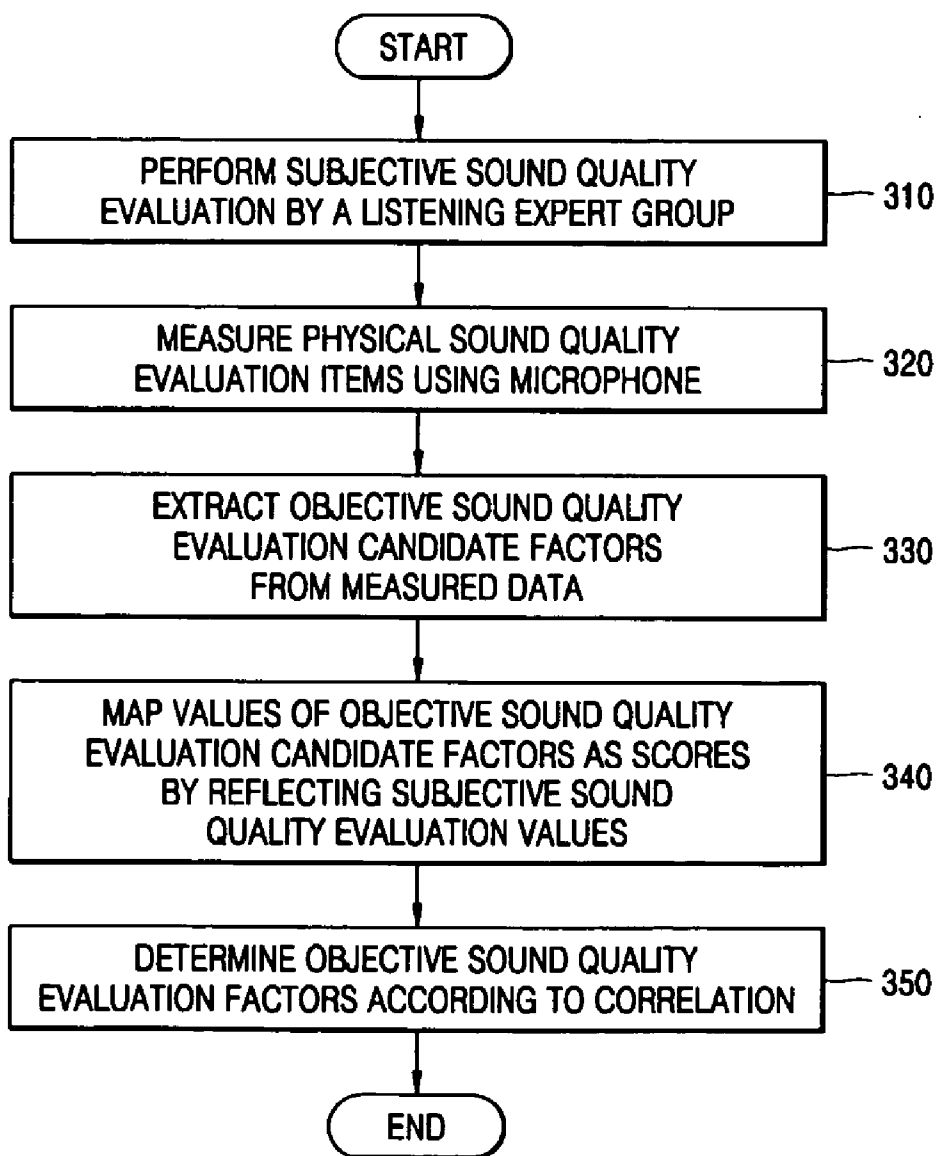 START
PERFORM SUBJECTIVE SOUND QUALITY
EVALUATION BY A LISTENING EXPERT GROUP
310
MEASURE PHYSICAL SOUND QUALITY
EVALUATION ITEMS USING MICROPHONE
320
EXTRACT OBJECTIVE SOUND QUALITY
EVALUATION CANDIDATE FACTORS
FROM MEASURED DATA
330
MAP VALUES OF OBJECTIVE SOUND QUALITY
EVALUATION CANDIDATE FACTORS AS SCORES
BY REFLECTING SUBJECTIVE SOUND
QUALITY EVALUATION VALUES
340
DETERMINE OBJECTIVE SOUND QUALITY
EVALUATION FACTORS ACCORDING TO CORRELATION
350
END